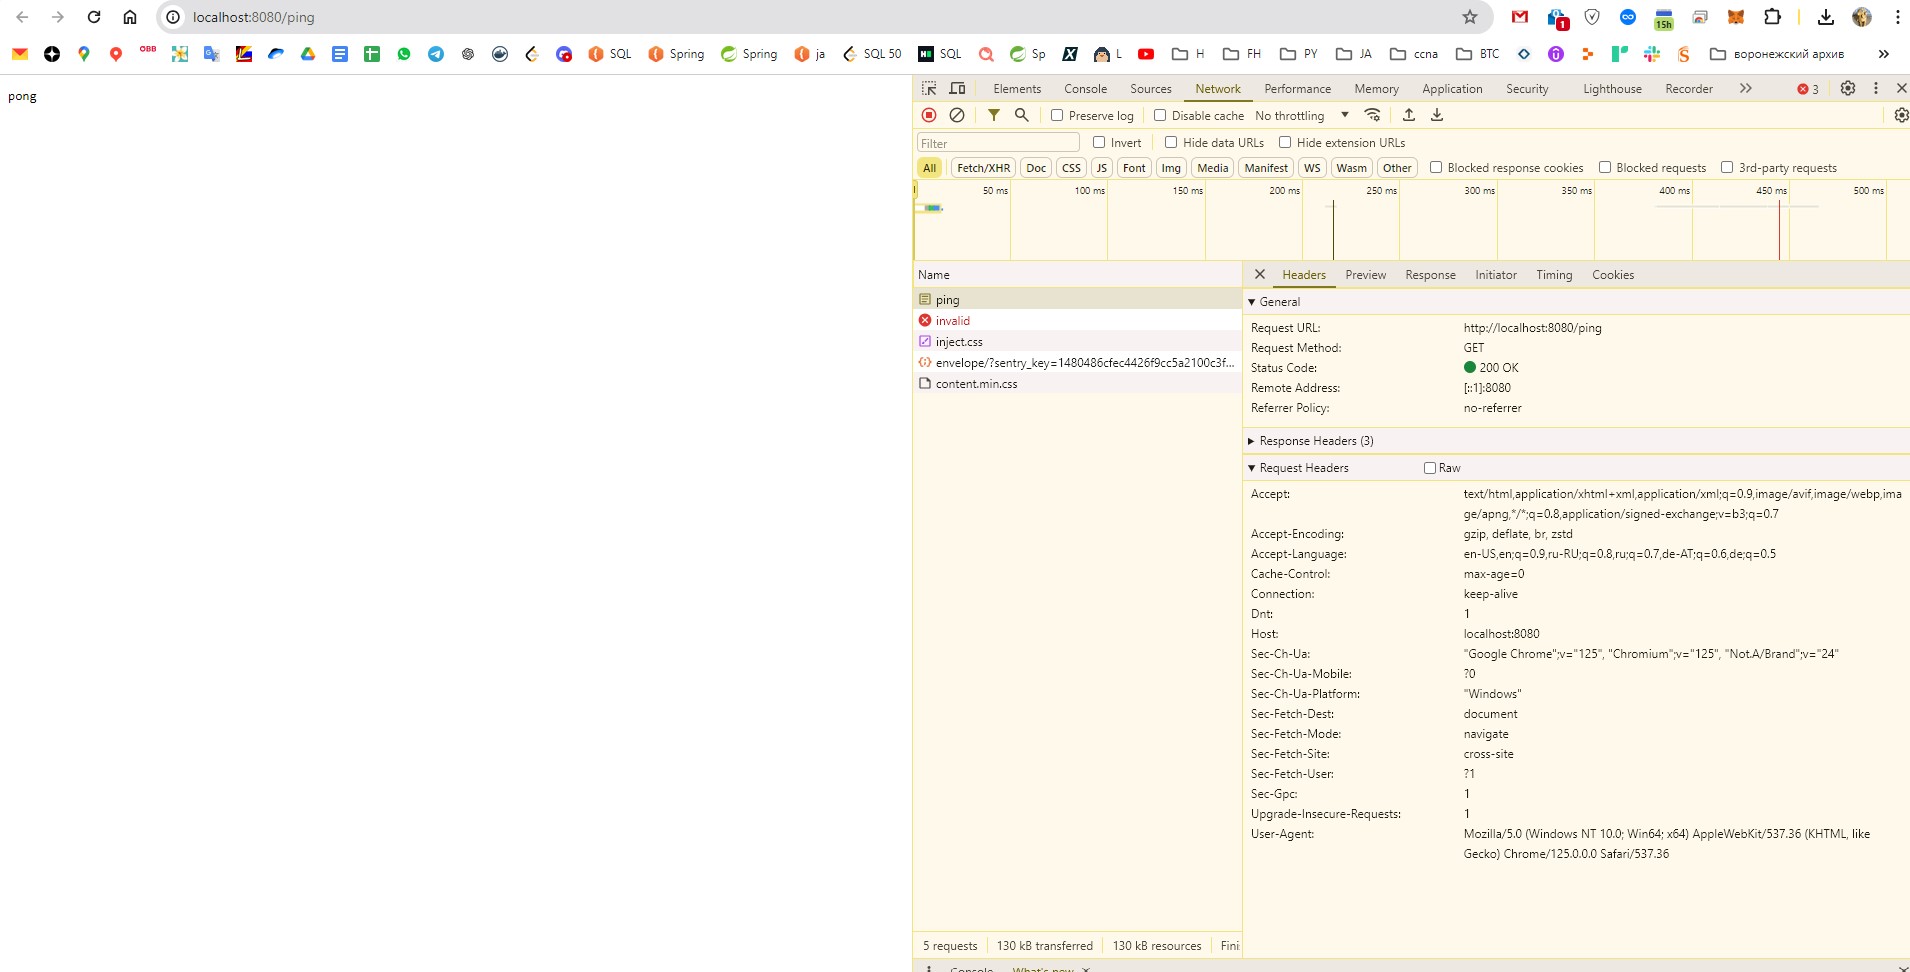 localhost:8080/ping
1
15h
OBB
SQL
Spring
Spring
ja
SQL 50
SQL
Sp
L
H
FH
PY
JA
ccna
BTC
воронежский архив
»
pong
Elements Console Sources Network Performance Memory Application Security Lighthouse Recorder 3
Preserve log Disable cache No throttling
Filter Invert Hide data URLs Hide extension URLs
All Fetch/XHR Doc CSS JS Font Img Media Manifest WS Wasm Other Blocked response cookies Blocked requests 3rd-party requests
50 ms 100 ms 150 ms 200 ms 250 ms 300 ms 350 ms 400 ms 450 ms 500 ms
Name
ping
invalid
inject.css
envelope/?sentry_key=1480486cfec4426f9cc5a2100c3f...
content.min.css
5 requests 130 kB transferred 130 kB resources Fini
Headers Preview Response Initiator Timing Cookies
General
Request URL: http://localhost:8080/ping
Request Method: GET
Status Code: 200 OK
Remote Address: [::1]:8080
Referrer Policy: no-referrer
Response Headers (3)
Request Headers Raw
Accept: text/html,application/xhtml+xml,application/xml;q=0.9,image/avif,image/webp,ima
ge/apng,*/*;q=0.8,application/signed-exchange;v=b3;q=0.7
Accept-Encoding: gzip, deflate, br, zstd
Accept-Language: en-US,en;q=0.9,ru-RU;q=0.8,ru;q=0.7,de-AT;q=0.6,de;q=0.5
Cache-Control: max-age=0
Connection: keep-alive
Dnt: 1
Host: localhost:8080
Sec-Ch-Ua: "Google Chrome";v="125", "Chromium";v="125", "Not.A/Brand";v="24"
Sec-Ch-Ua-Mobile: ?0
Sec-Ch-Ua-Platform: "Windows"
Sec-Fetch-Dest: document
Sec-Fetch-Mode: navigate
Sec-Fetch-Site: cross-site
Sec-Fetch-User: ?1
Sec-Gpc: 1
Upgrade-Insecure-Requests: 1
User-Agent: Mozilla/5.0 (Windows NT 10.0; Win64; x64) AppleWebKit/537.36 (KHTML, like
Gecko) Chrome/125.0.0.0 Safari/537.36
Console What's new